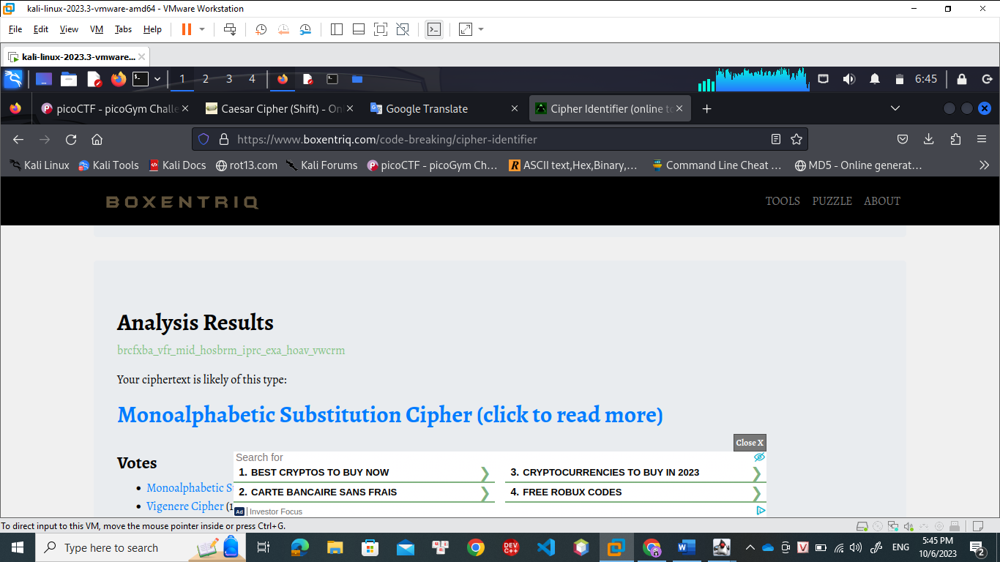 kali-linux-2023.3-vmware-amd64 - VMware Workstation
File Edit View VM Tabs Help
kali-linux-2023.3-vmware...
1 2 3 4 6:45
picoCTF - picoGym Challe Caesar Cipher (Shift) - On Google Translate Cipher Identifier (online to
https://www.boxentriq.com/code-breaking/cipher-identifier
Kali Linux Kali Tools Kali Docs rot13.com Kali Forums picoCTF - picoGym Ch... ASCII text,Hex,Binary,... Command Line Cheat ... MD5 - Online generat...
BOXENTRIQ TOOLS PUZZLE ABOUT
Analysis Results
brcfxba_vfr_mid_hosbrm_iprc_exa_hoav_vwcrm
Your ciphertext is likely of this type:
Monoalphabetic Substitution Cipher (click to read more)
Close X
Votes
Search for
1. BEST CRYPTOS TO BUY NOW 3. CRYPTOCURRENCIES TO BUY IN 2023
Monoalphabetic S
2. CARTE BANCAIRE SANS FRAIS 4. FREE ROBUX CODES
Vigenere Cipher (1
Ad Investor Focus
To direct input to this VM, move the mouse pointer inside or press Ctrl+G.
Type here to search
DEV C++
ENG
5:45 PM
10/6/2023
2